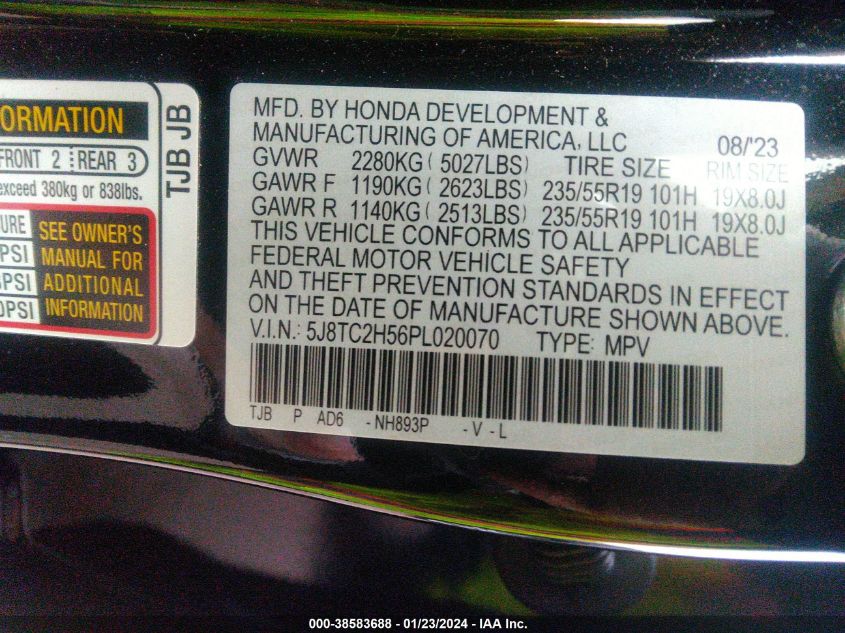 ORMATION
FRONT 2 REAR 3
exceed 380kg or 838lbs.
URE
PSI
PSI
0PSI
SEE OWNER'S
MANUAL FOR
ADDITIONAL
INFORMATION
TJB JB
MFD. BY HONDA DEVELOPMENT &
MANUFACTURING OF AMERICA, LLC 08/'23
GVWR 2280KG ( 5027LBS) TIRE SIZE RIM SIZE
GAWR F 1190KG ( 2623LBS) 235/55R19 101H 19X8.0J
GAWR R 1140KG ( 2513LBS) 235/55R19 101H 19X8.0J
THIS VEHICLE CONFORMS TO ALL APPLICABLE
FEDERAL MOTOR VEHICLE SAFETY
AND THEFT PREVENTION STANDARDS IN EFFECT
ON THE DATE OF MANUFACTURE SHOWN ABOVE.
V.I.N.: 5J8TC2H56PL020070 TYPE: MPV
TJB P AD6 - NH893P - V - L
000-38583688 - 01/23/2024 - IAA Inc.